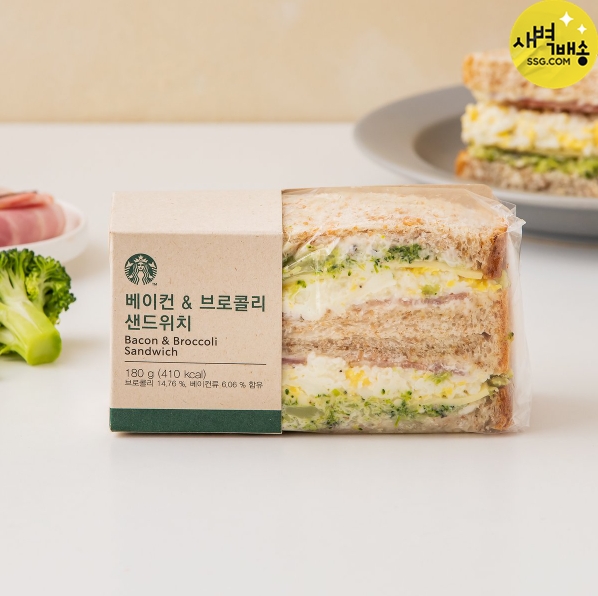 새벽배송
SSG.COM
베이컨 & 브로콜리
샌드위치
Bacon & Broccoli
Sandwich
180 g (410 kcal)
브로콜리 14.76 %, 베이컨류 6.06 % 함유